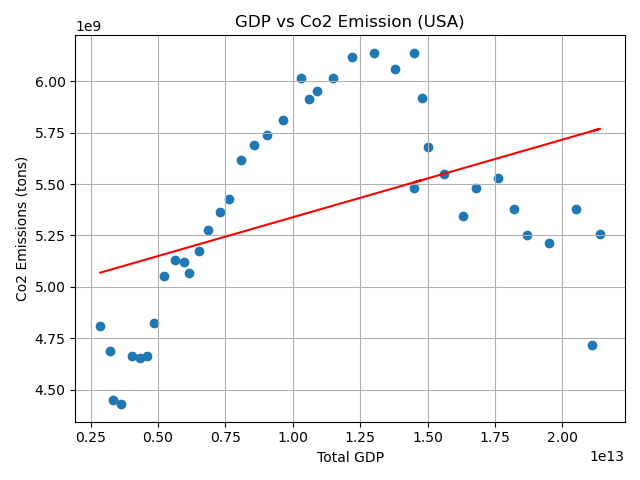 GDP vs Co2 Emission (USA)
1e9
6.00
5.75
5.50
5.25
5.00
4.75
4.50
Co2 Emissions (tons)
0.25 0.50 0.75 1.00 1.25 1.50 1.75 2.00
1e13
Total GDP